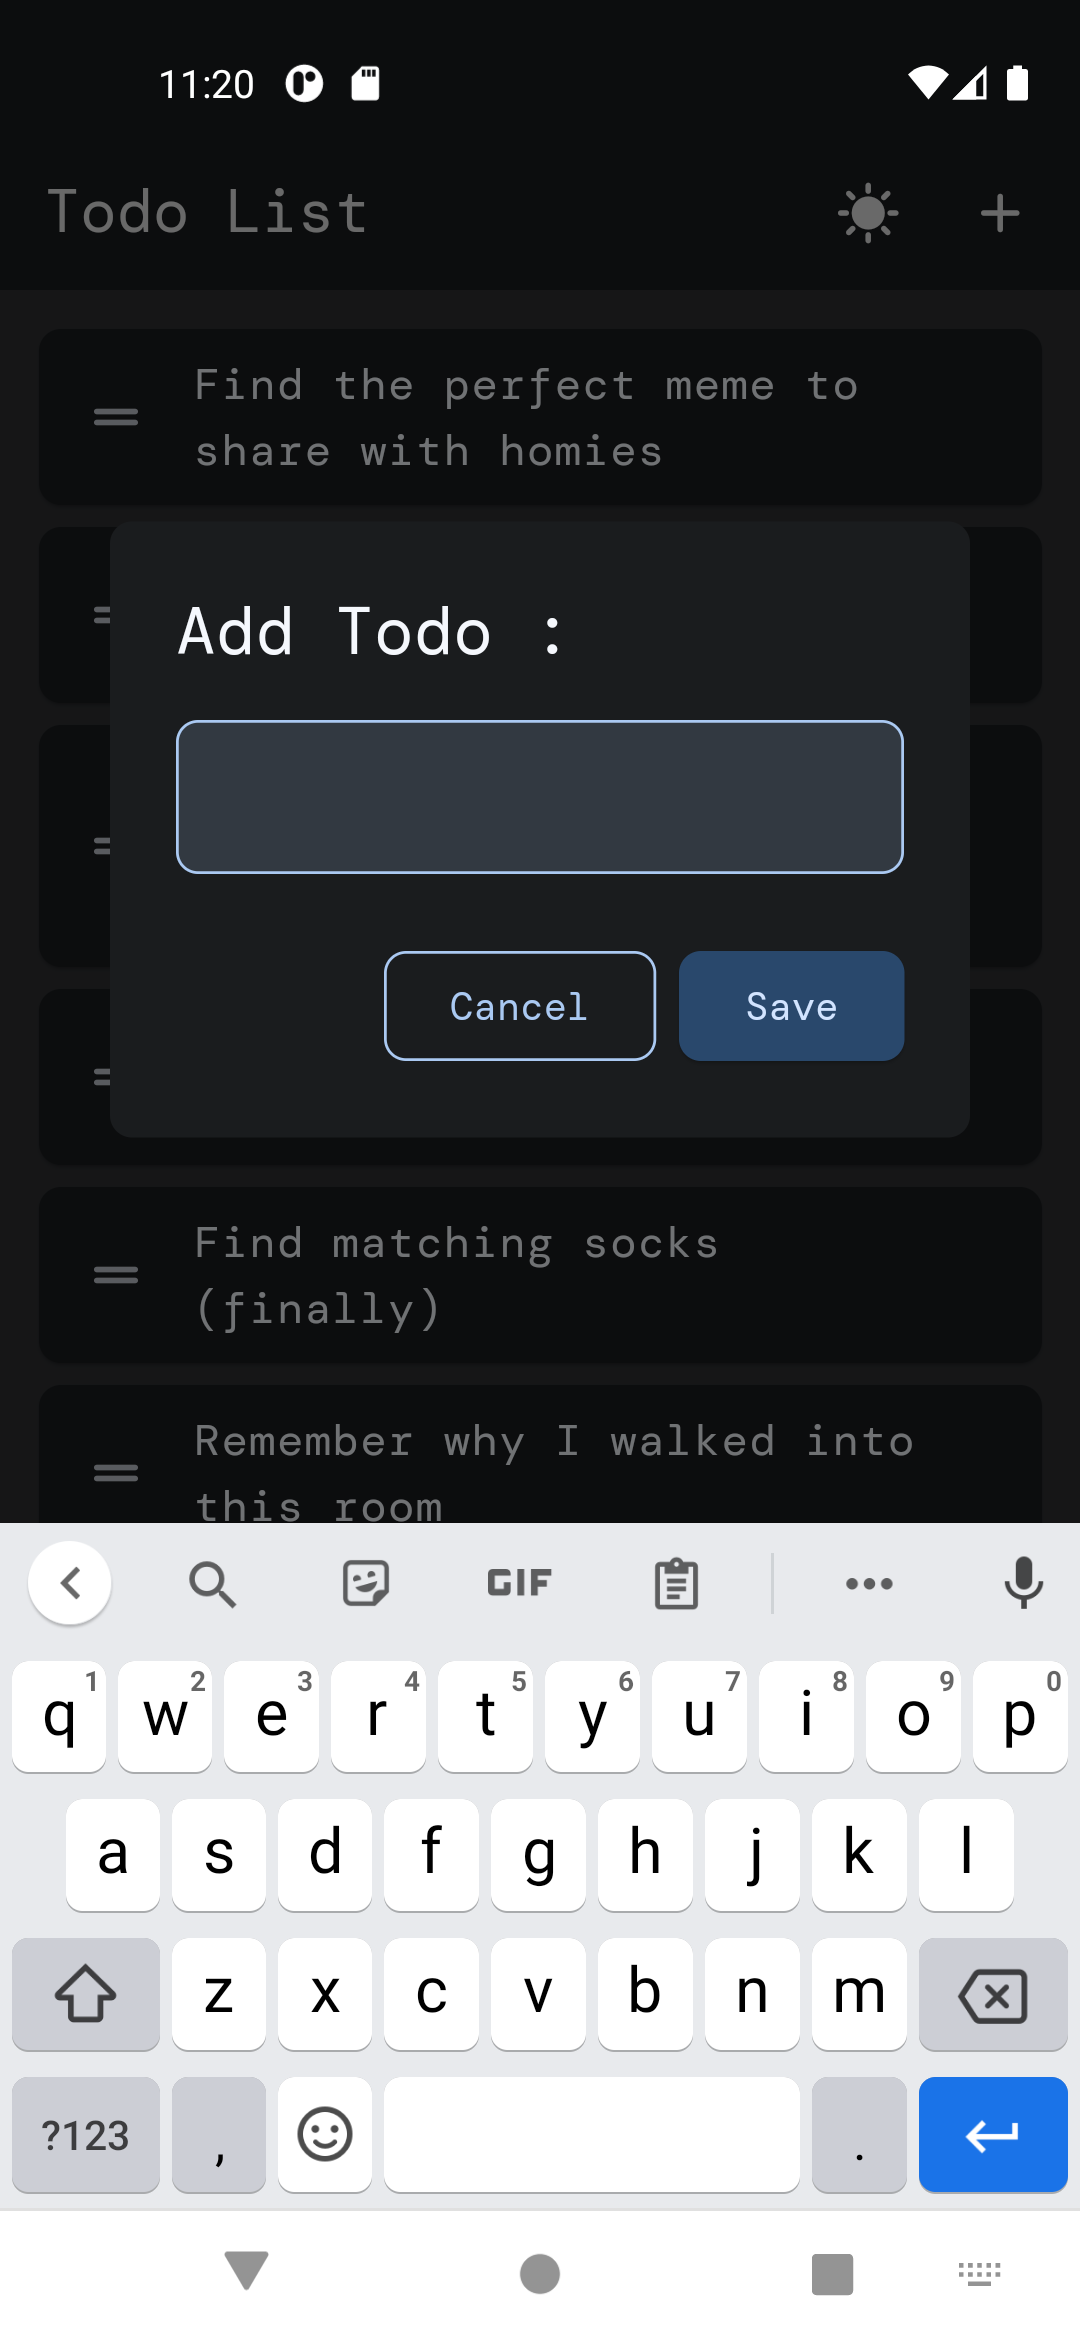 11:20
Todo List
Find the perfect meme to
share with homies
Add Todo :
Cancel
Save
Find matching socks
(finally)
Remember why I walked into
this room
GIF
q1 w2 e3 r4 t5 y6 u7 i8 o9 p0
a s d f g h j k l
z x c v b n m
?123 , .